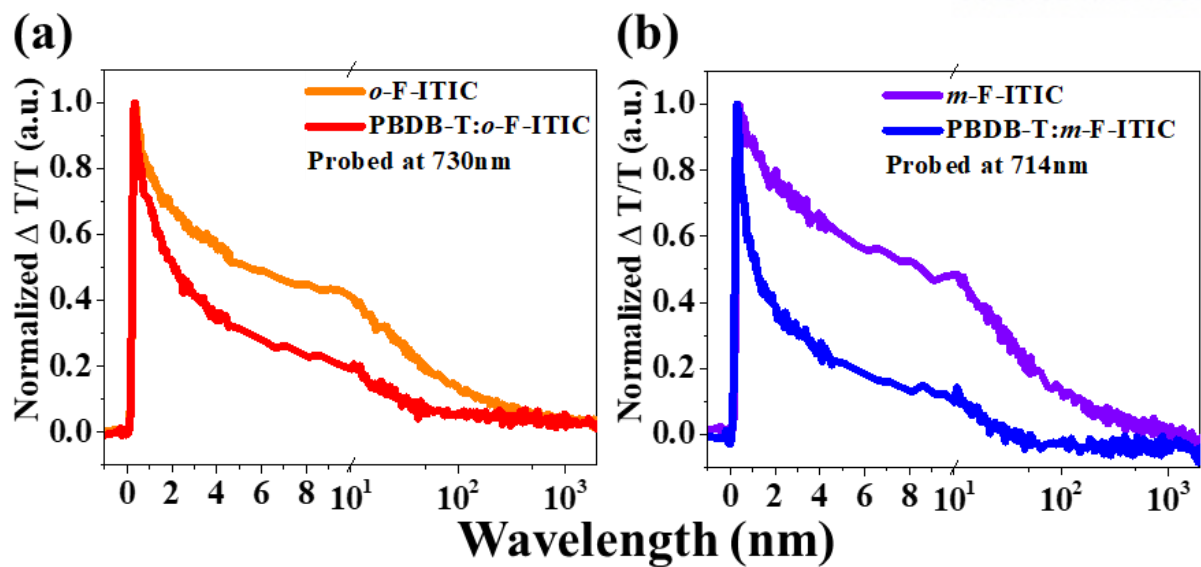 (a)
(b)
o-F-ITIC
PBDB-T:o-F-ITIC
Probed at 730nm
m-F-ITIC
PBDB-T:m-F-ITIC
Probed at 714nm
Normalized Δ T/T (a.u.)
1.0
0.8
0.6
0.4
0.2
0.0
0 2 4 6 8 10¹ 10² 10³
Normalized Δ T/T (a.u.)
1.0
0.8
0.6
0.4
0.2
0.0
0 2 4 6 8 10¹ 10² 10³
Wavelength (nm)